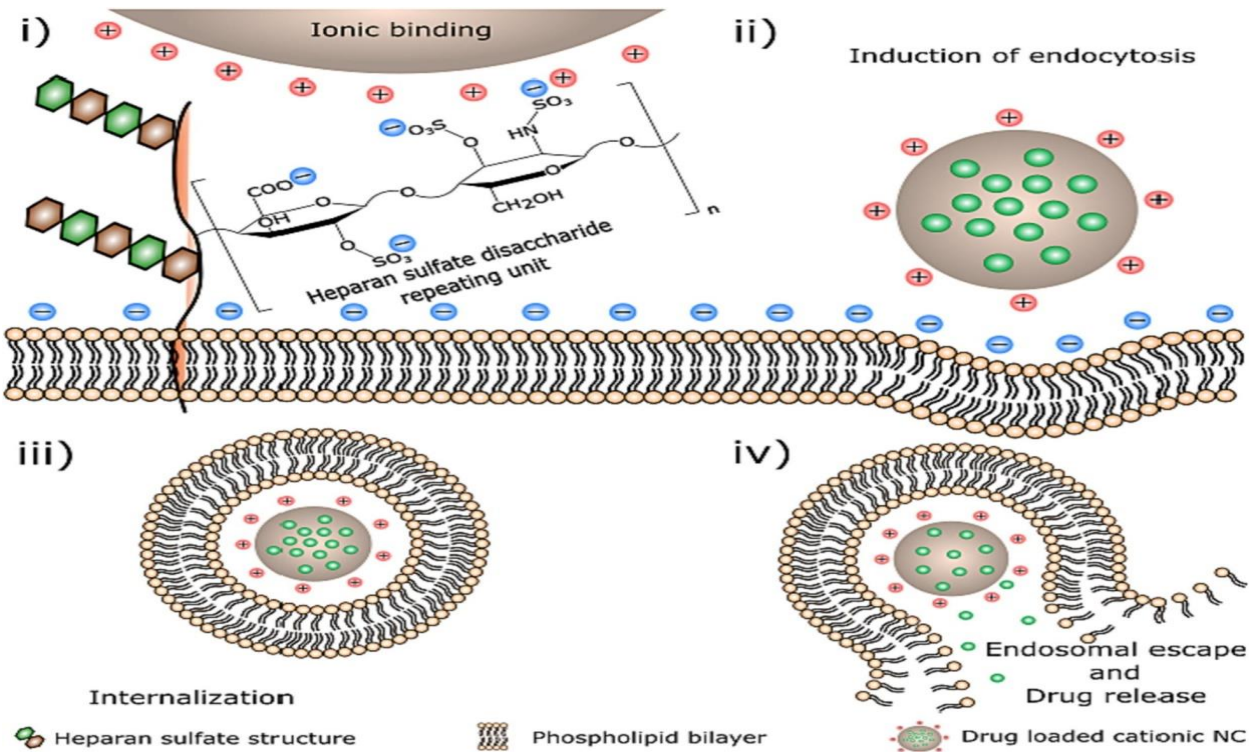 i)
Ionic binding
ii)
Induction of endocytosis
SO₃
O₃S
HN
O
O
O
COO
O
O
CH₂OH
OH
O
n
SO₃
Heparan sulfate disaccharide
repeating unit
iii)
iv)
Internalization
Endosomal escape
and
Drug release
Heparan sulfate structure
Phospholipid bilayer
Drug loaded cationic NC